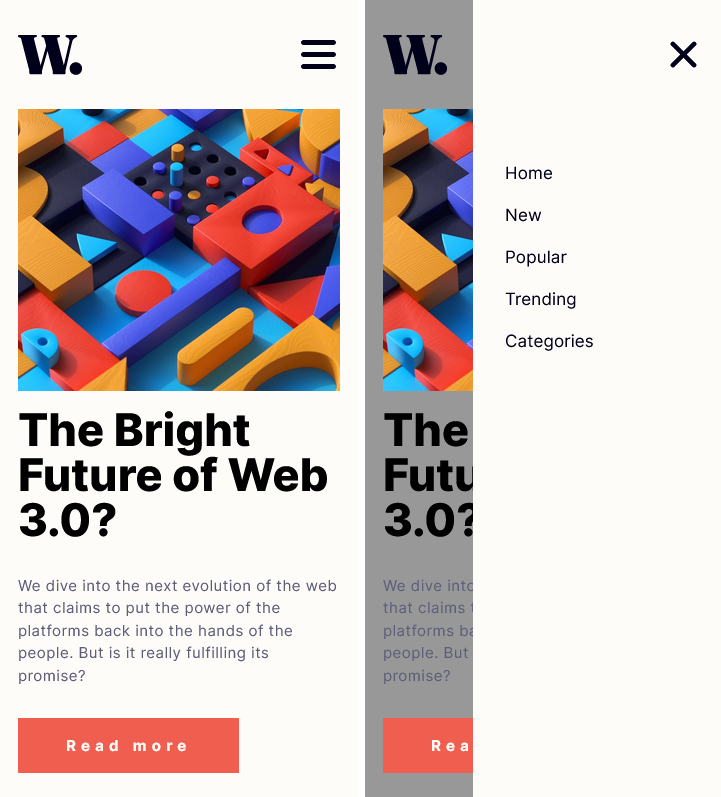 W.
The Bright
Future of Web
3.0?
We dive into the next evolution of the web
that claims to put the power of the
platforms back into the hands of the
people. But is it really fulfilling its
promise?
Read more
W.
The
Futu
3.0?
We dive into
that claims t
platforms ba
people. But
promise?
Rea
Home
New
Popular
Trending
Categories